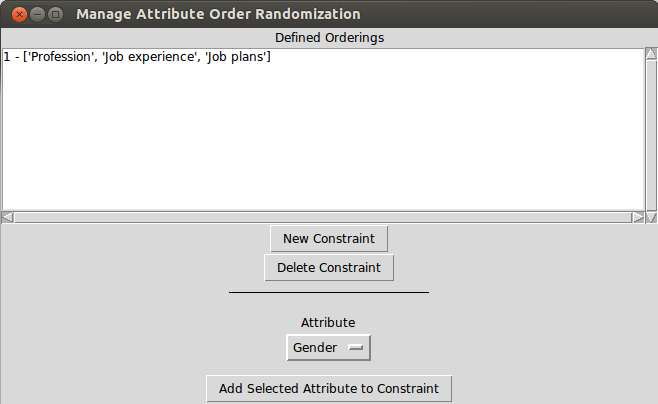 Manage Attribute Order Randomization
Defined Orderings
1 - ['Profession', 'Job experience', 'Job plans']
New Constraint
Delete Constraint
Attribute
Gender
Add Selected Attribute to Constraint